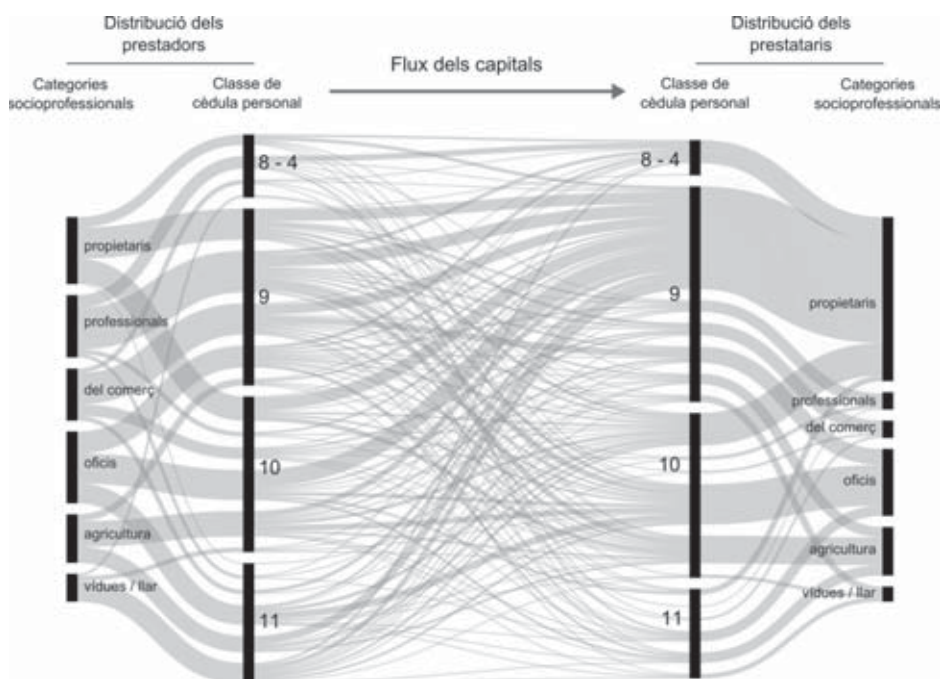 Distribució dels
prestadors
Distribució dels
prestataris
Flux dels capitals
Categories
socioprofessionals
Classe de
cèdula personal
Classe de
cèdula personal
Categories
socioprofessionals
8 - 4
9
10
11
propietaris
professionals
del comerç
oficis
agricultura
vídues / llar
8 - 4
9
10
11
propietaris
professionals
del comerç
oficis
agricultura
vídues / llar